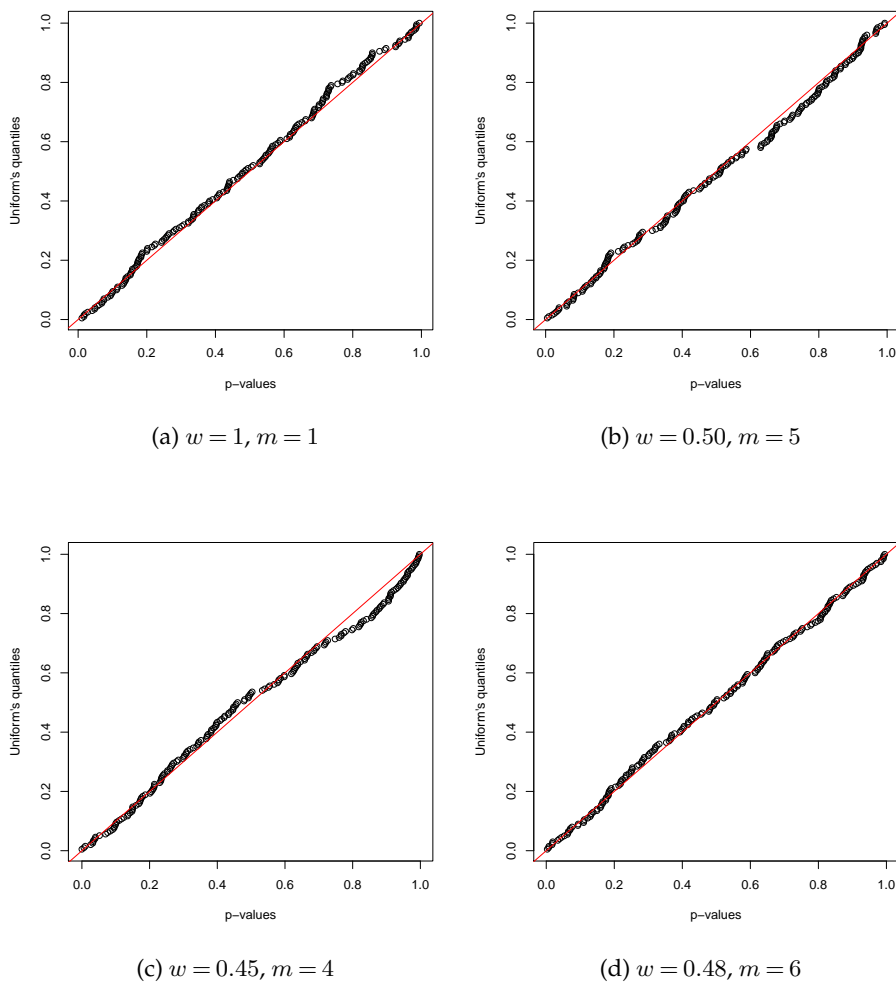 1.0
0.8
0.6
0.4
0.2
0.0
Uniform's quantiles
0.0 0.2 0.4 0.6 0.8 1.0
p−values
(a) w = 1, m = 1
1.0
0.8
0.6
0.4
0.2
0.0
Uniform's quantiles
0.0 0.2 0.4 0.6 0.8 1.0
p−values
(b) w = 0.50, m = 5
1.0
0.8
0.6
0.4
0.2
0.0
Uniform's quantiles
0.0 0.2 0.4 0.6 0.8 1.0
p−values
(c) w = 0.45, m = 4
1.0
0.8
0.6
0.4
0.2
0.0
Uniform's quantiles
0.0 0.2 0.4 0.6 0.8 1.0
p−values
(d) w = 0.48, m = 6